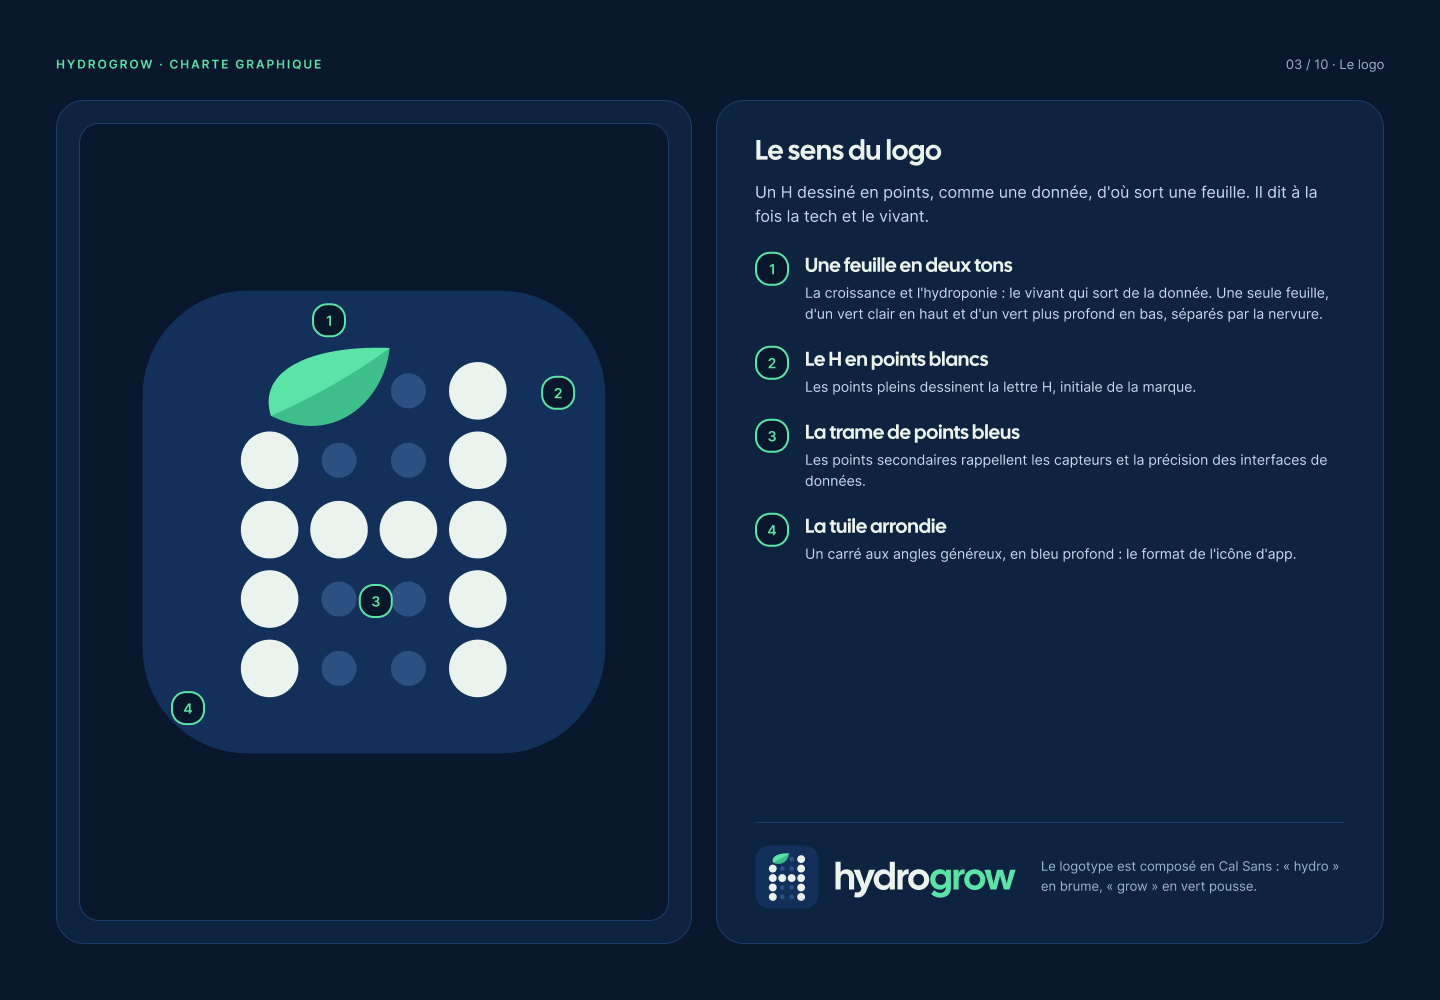 HYDROGROW · CHARTE GRAPHIQUE
03 / 10 · Le logo
1
2
3
4
Le sens du logo
Un H dessiné en points, comme une donnée, d'où sort une feuille. Il dit à la
fois la tech et le vivant.
1
Une feuille en deux tons
La croissance et l'hydroponie : le vivant qui sort de la donnée. Une seule feuille,
d'un vert clair en haut et d'un vert plus profond en bas, séparés par la nervure.
2
Le H en points blancs
Les points pleins dessinent la lettre H, initiale de la marque.
3
La trame de points bleus
Les points secondaires rappellent les capteurs et la précision des interfaces de
données.
4
La tuile arrondie
Un carré aux angles généreux, en bleu profond : le format de l'icône d'app.
hydrogrow
Le logotype est composé en Cal Sans : « hydro »
en brume, « grow » en vert pousse.